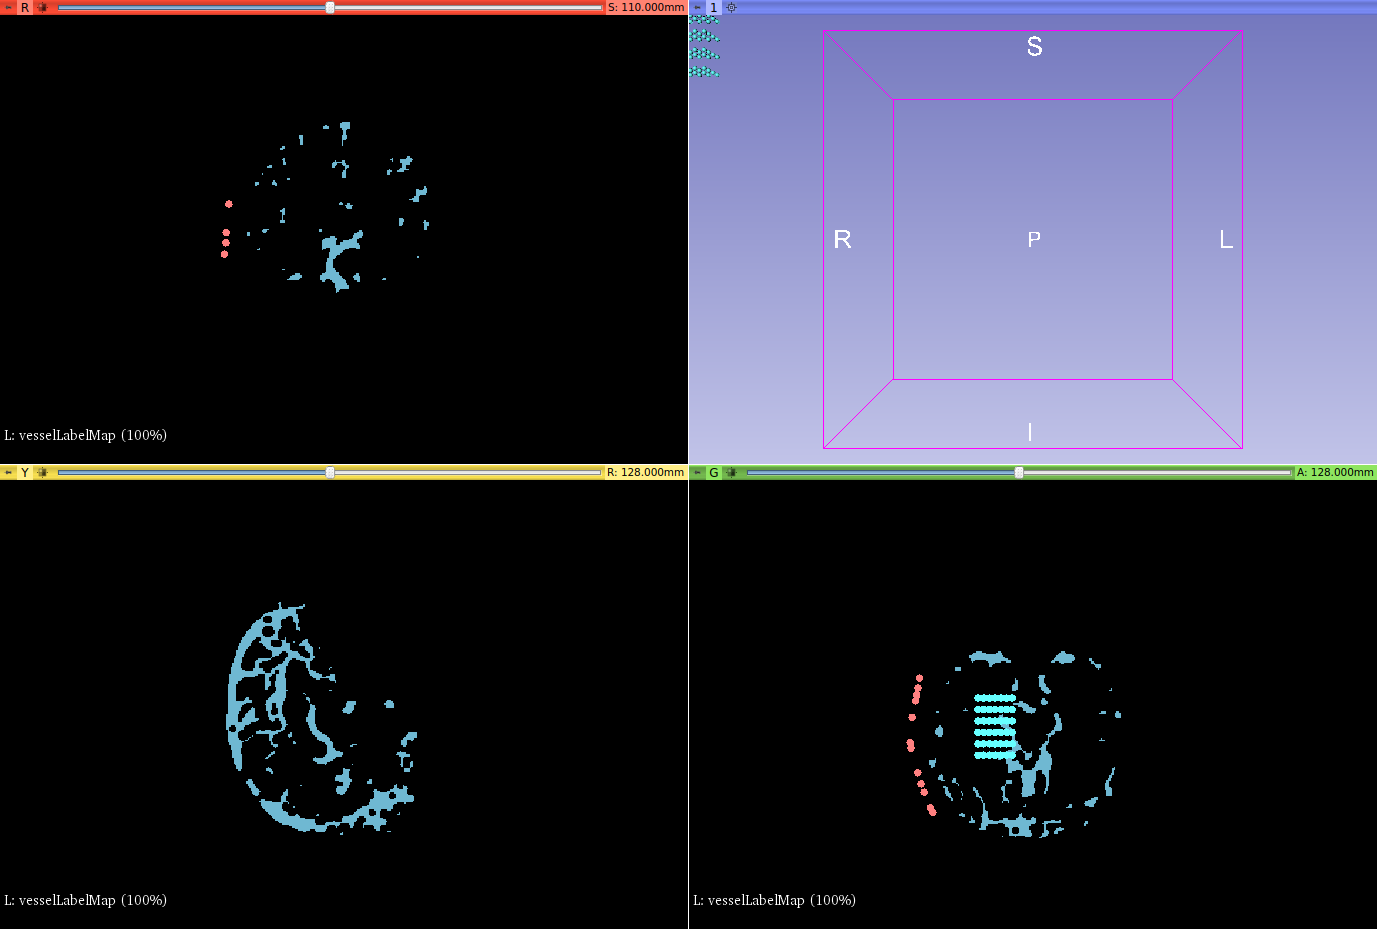 R S: 110.000mm
L: vesselLabelMap (100%)
1
S
R P L
I
Y R: 128.000mm
L: vesselLabelMap (100%)
G A: 128.000mm
L: vesselLabelMap (100%)